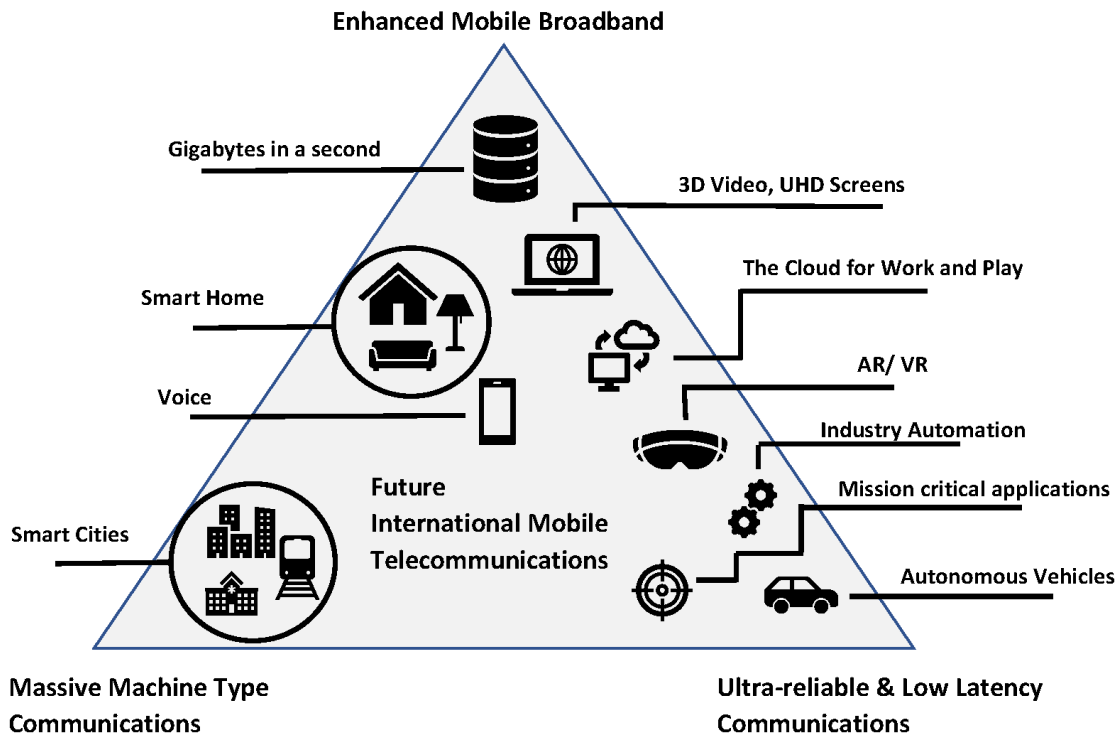 Enhanced Mobile Broadband
Gigabytes in a second
3D Video, UHD Screens
The Cloud for Work and Play
Smart Home
AR/ VR
Voice
Industry Automation
Future
International Mobile
Telecommunications
Mission critical applications
Smart Cities
Autonomous Vehicles
Massive Machine Type
Communications
Ultra-reliable & Low Latency
Communications